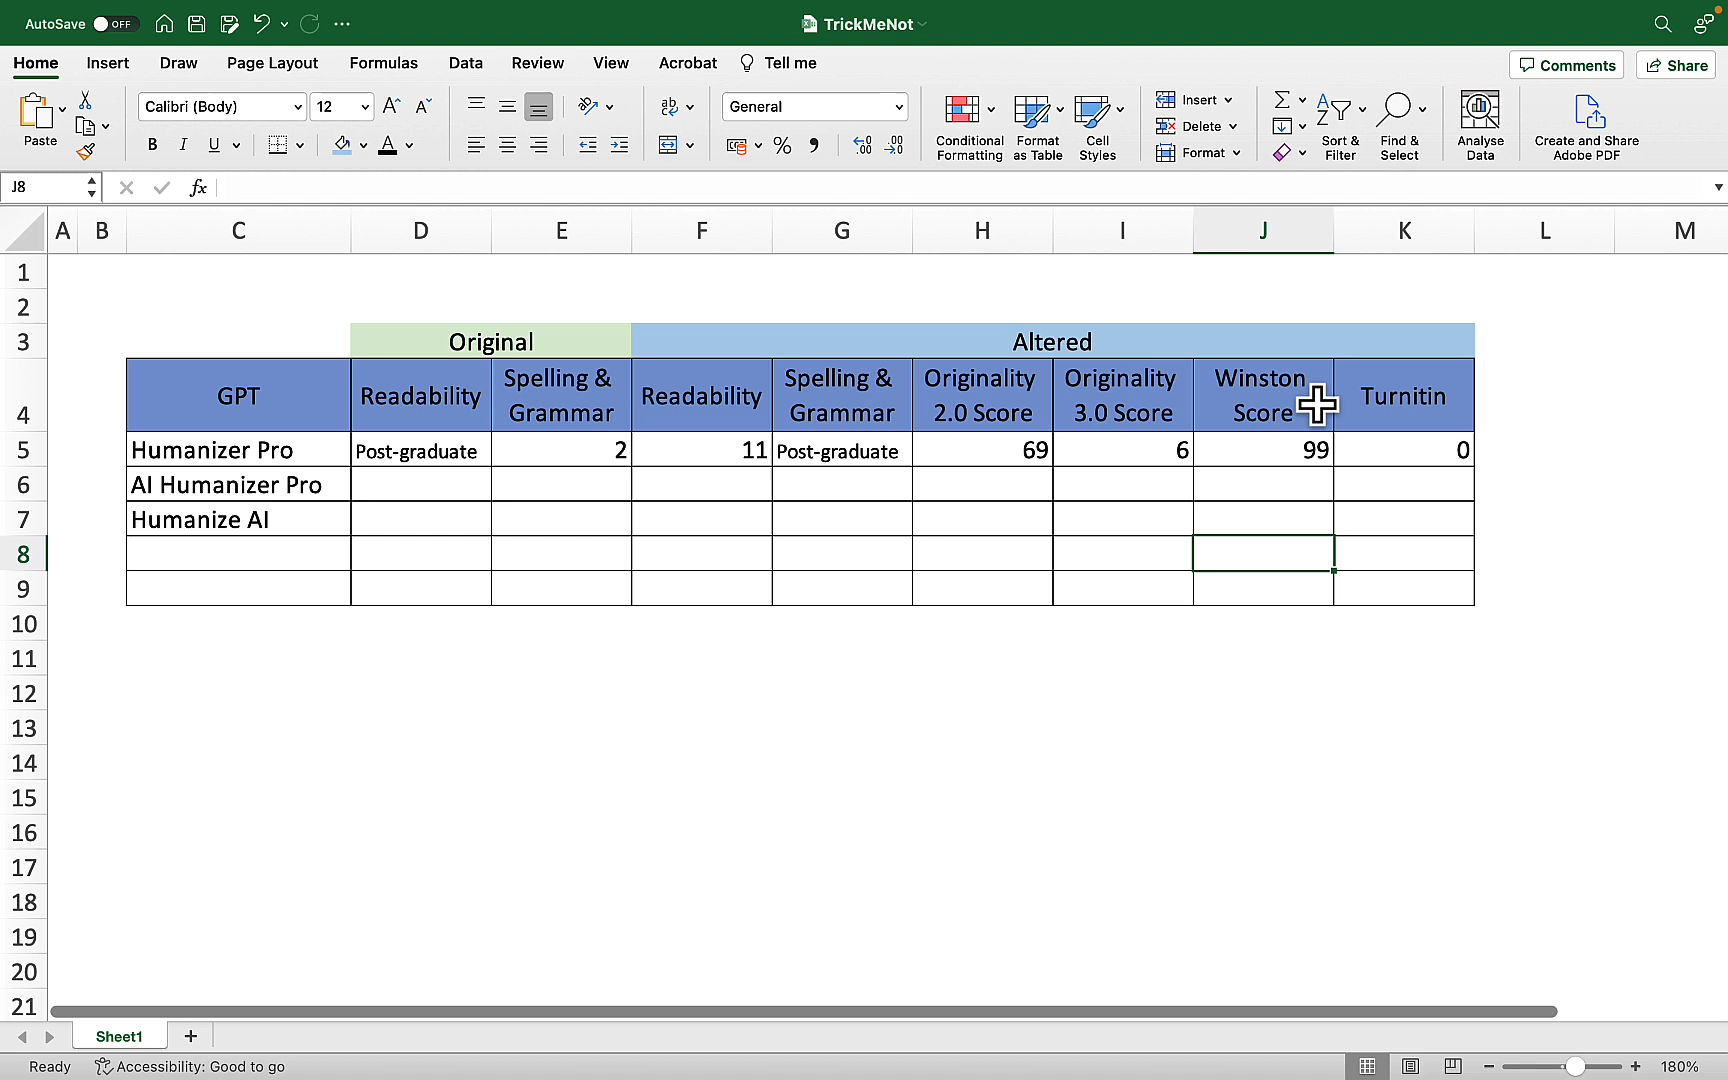 AutoSave OFF
TrickMeNot
Home Insert Draw Page Layout Formulas Data Review View Acrobat Tell me
Comments Share
Paste
Calibri (Body) 12
A A
B I U A
ab
General
% ,
Conditional Formatting
Format as Table
Cell Styles
Insert
Delete
Format
Sort & Filter
Find & Select
Analyse Data
Create and Share Adobe PDF
J8 fx
A B C D E F G H I J K L M
1
2
3 Original Altered
4 GPT Readability Spelling & Grammar Readability Spelling & Grammar Originality 2.0 Score Originality 3.0 Score Winston Score Turnitin
5 Humanizer Pro Post-graduate 2 11 Post-graduate 69 6 99 0
6 AI Humanizer Pro
7 Humanize AI
8
9
10
11
12
13
14
15
16
17
18
19
20
21
Sheet1 +
Ready Accessibility: Good to go
180%